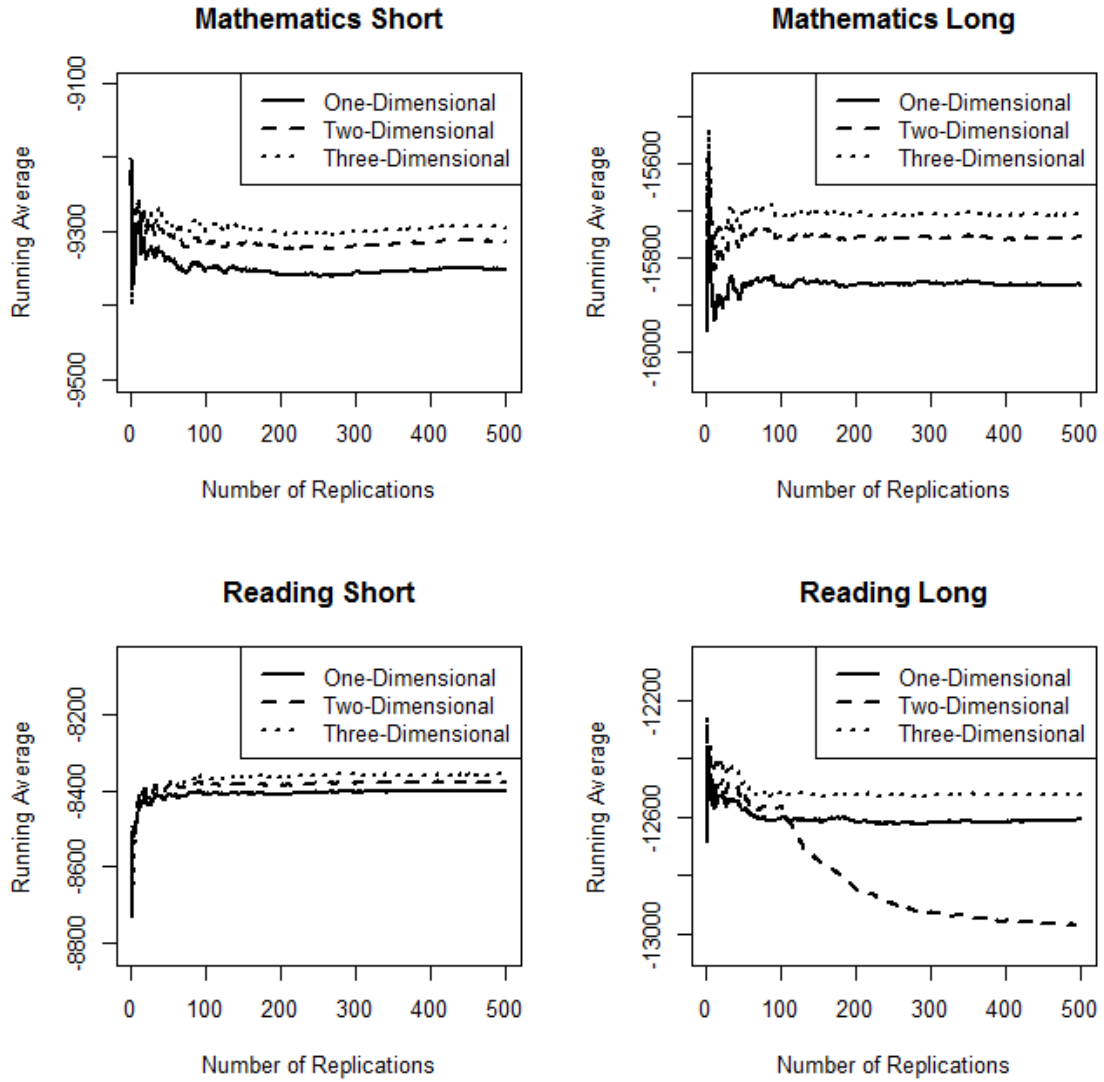 Mathematics Short
One-Dimensional
Two-Dimensional
Three-Dimensional
Running Average
-9100
-9300
-9500
0 100 200 300 400 500
Number of Replications
Mathematics Long
One-Dimensional
Two-Dimensional
Three-Dimensional
Running Average
-15600
-15800
-16000
0 100 200 300 400 500
Number of Replications
Reading Short
One-Dimensional
Two-Dimensional
Three-Dimensional
Running Average
-8200
-8400
-8600
-8800
0 100 200 300 400 500
Number of Replications
Reading Long
One-Dimensional
Two-Dimensional
Three-Dimensional
Running Average
-12200
-12600
-13000
0 100 200 300 400 500
Number of Replications